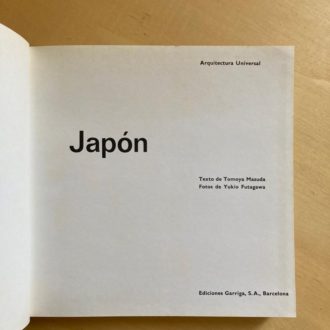 Arquitectura Universal
Japón
Texto de Tomoya Masuda
Fotos de Yukio Futagawa
Ediciones Garriga, S.A., Barcelona